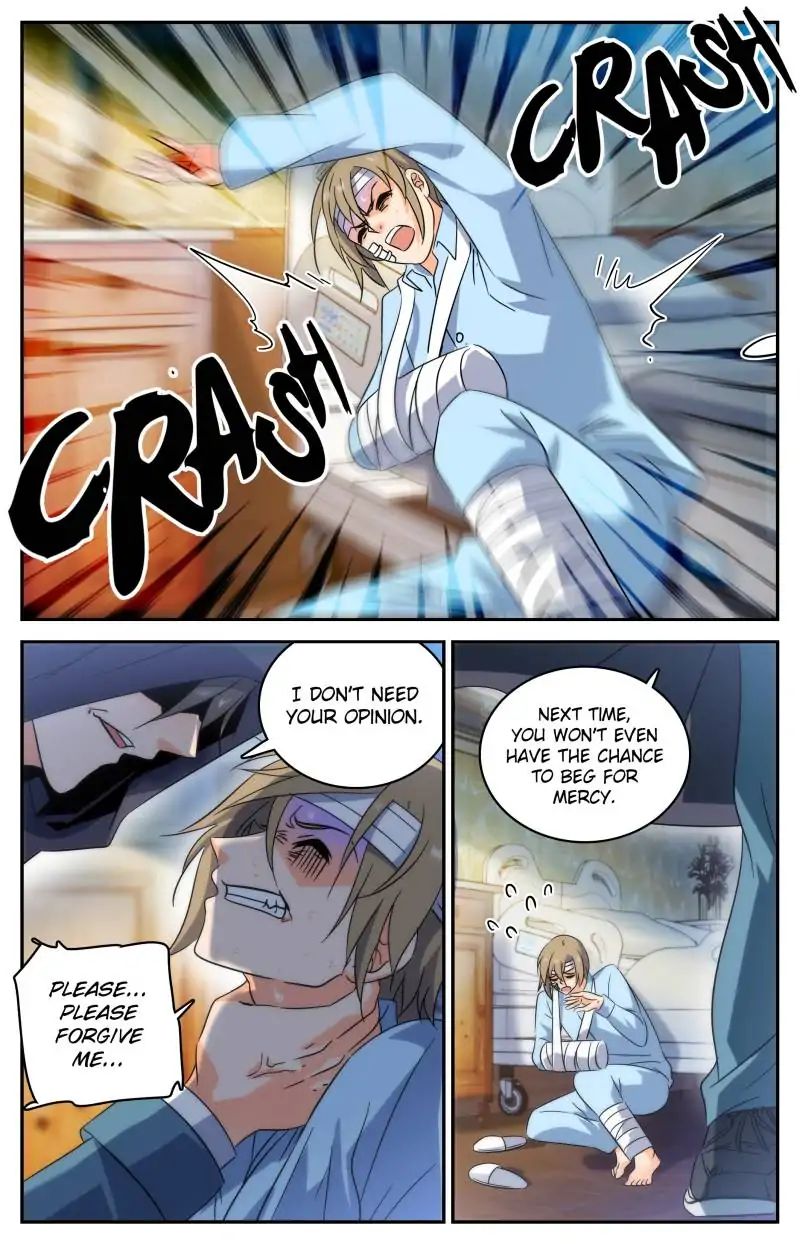 CRASH
CRASH
I DON'T NEED
YOUR OPINION.
PLEASE...
PLEASE
FORGIVE
ME...
NEXT TIME,
YOU WON'T EVEN
HAVE THE CHANCE
TO BEG FOR
MERCY.